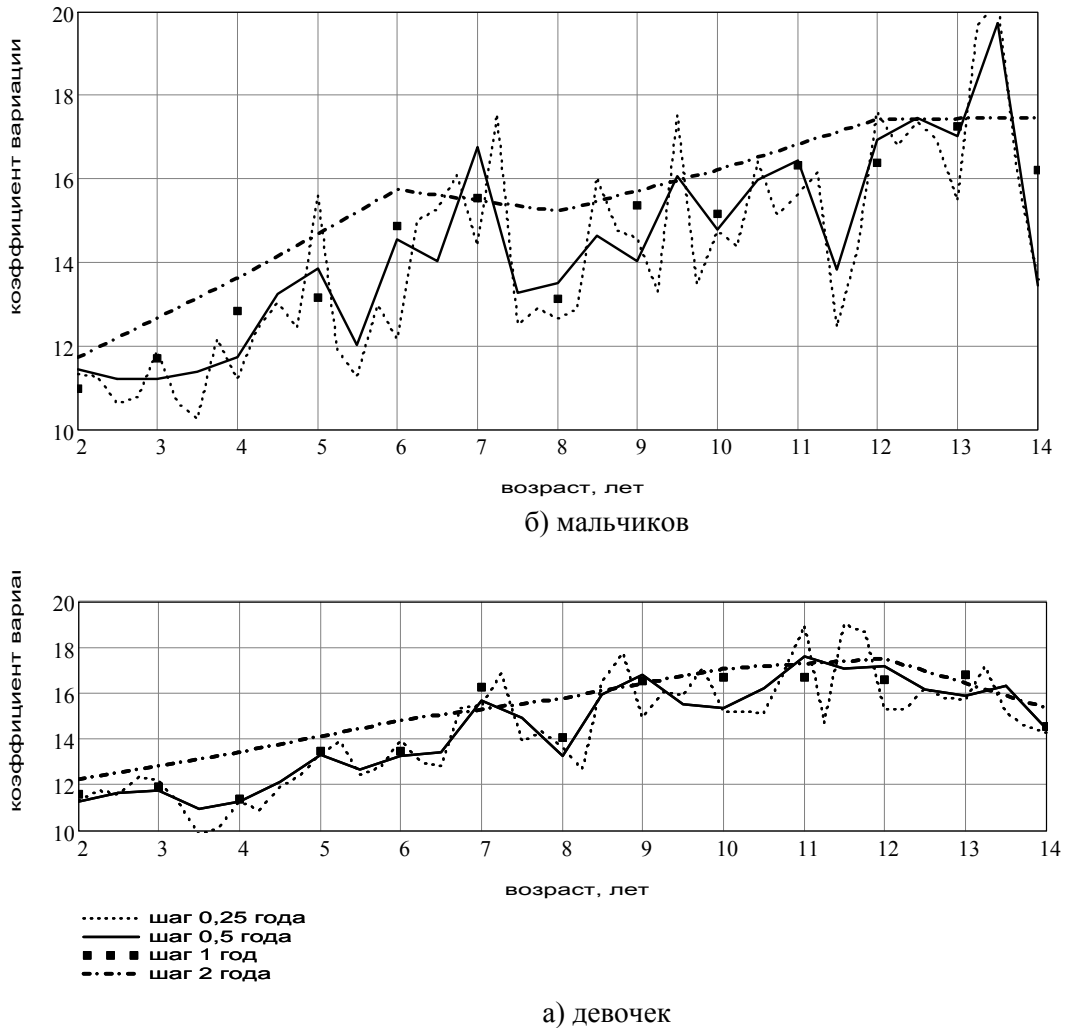 коэффициент вариации
20
18
16
14
12
10
2 3 4 5 6 7 8 9 10 11 12 13 14
возраст, лет
б) мальчиков
коэффициент вариац
20
18
16
14
12
10
2 3 4 5 6 7 8 9 10 11 12 13 14
возраст, лет
шаг 0,25 года
шаг 0,5 года
шаг 1 год
шаг 2 года
а) девочек